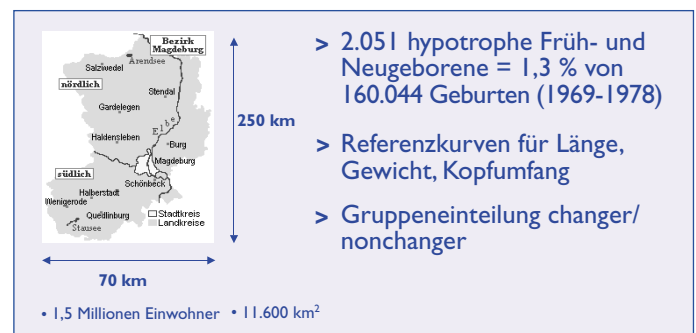 Bezirk
Magdeburg
Arendsee
Salzwedel
nördlich
Stendal
Gardelegen
Elbe
Haldensleben
Burg
Magdeburg
südlich
Schönbeck
Halberstadt
Wenigerode
Quedlinburg
Stausee
Stadtkreis
Landkreise
250 km
70 km
• 1,5 Millionen Einwohner • 11.600 km²
> 2.051 hypotrophe Früh- und
Neugeborene = 1,3 % von
160.044 Geburten (1969-1978)
> Referenzkurven für Länge,
Gewicht, Kopfumfang
> Gruppeneinteilung changer/
nonchanger